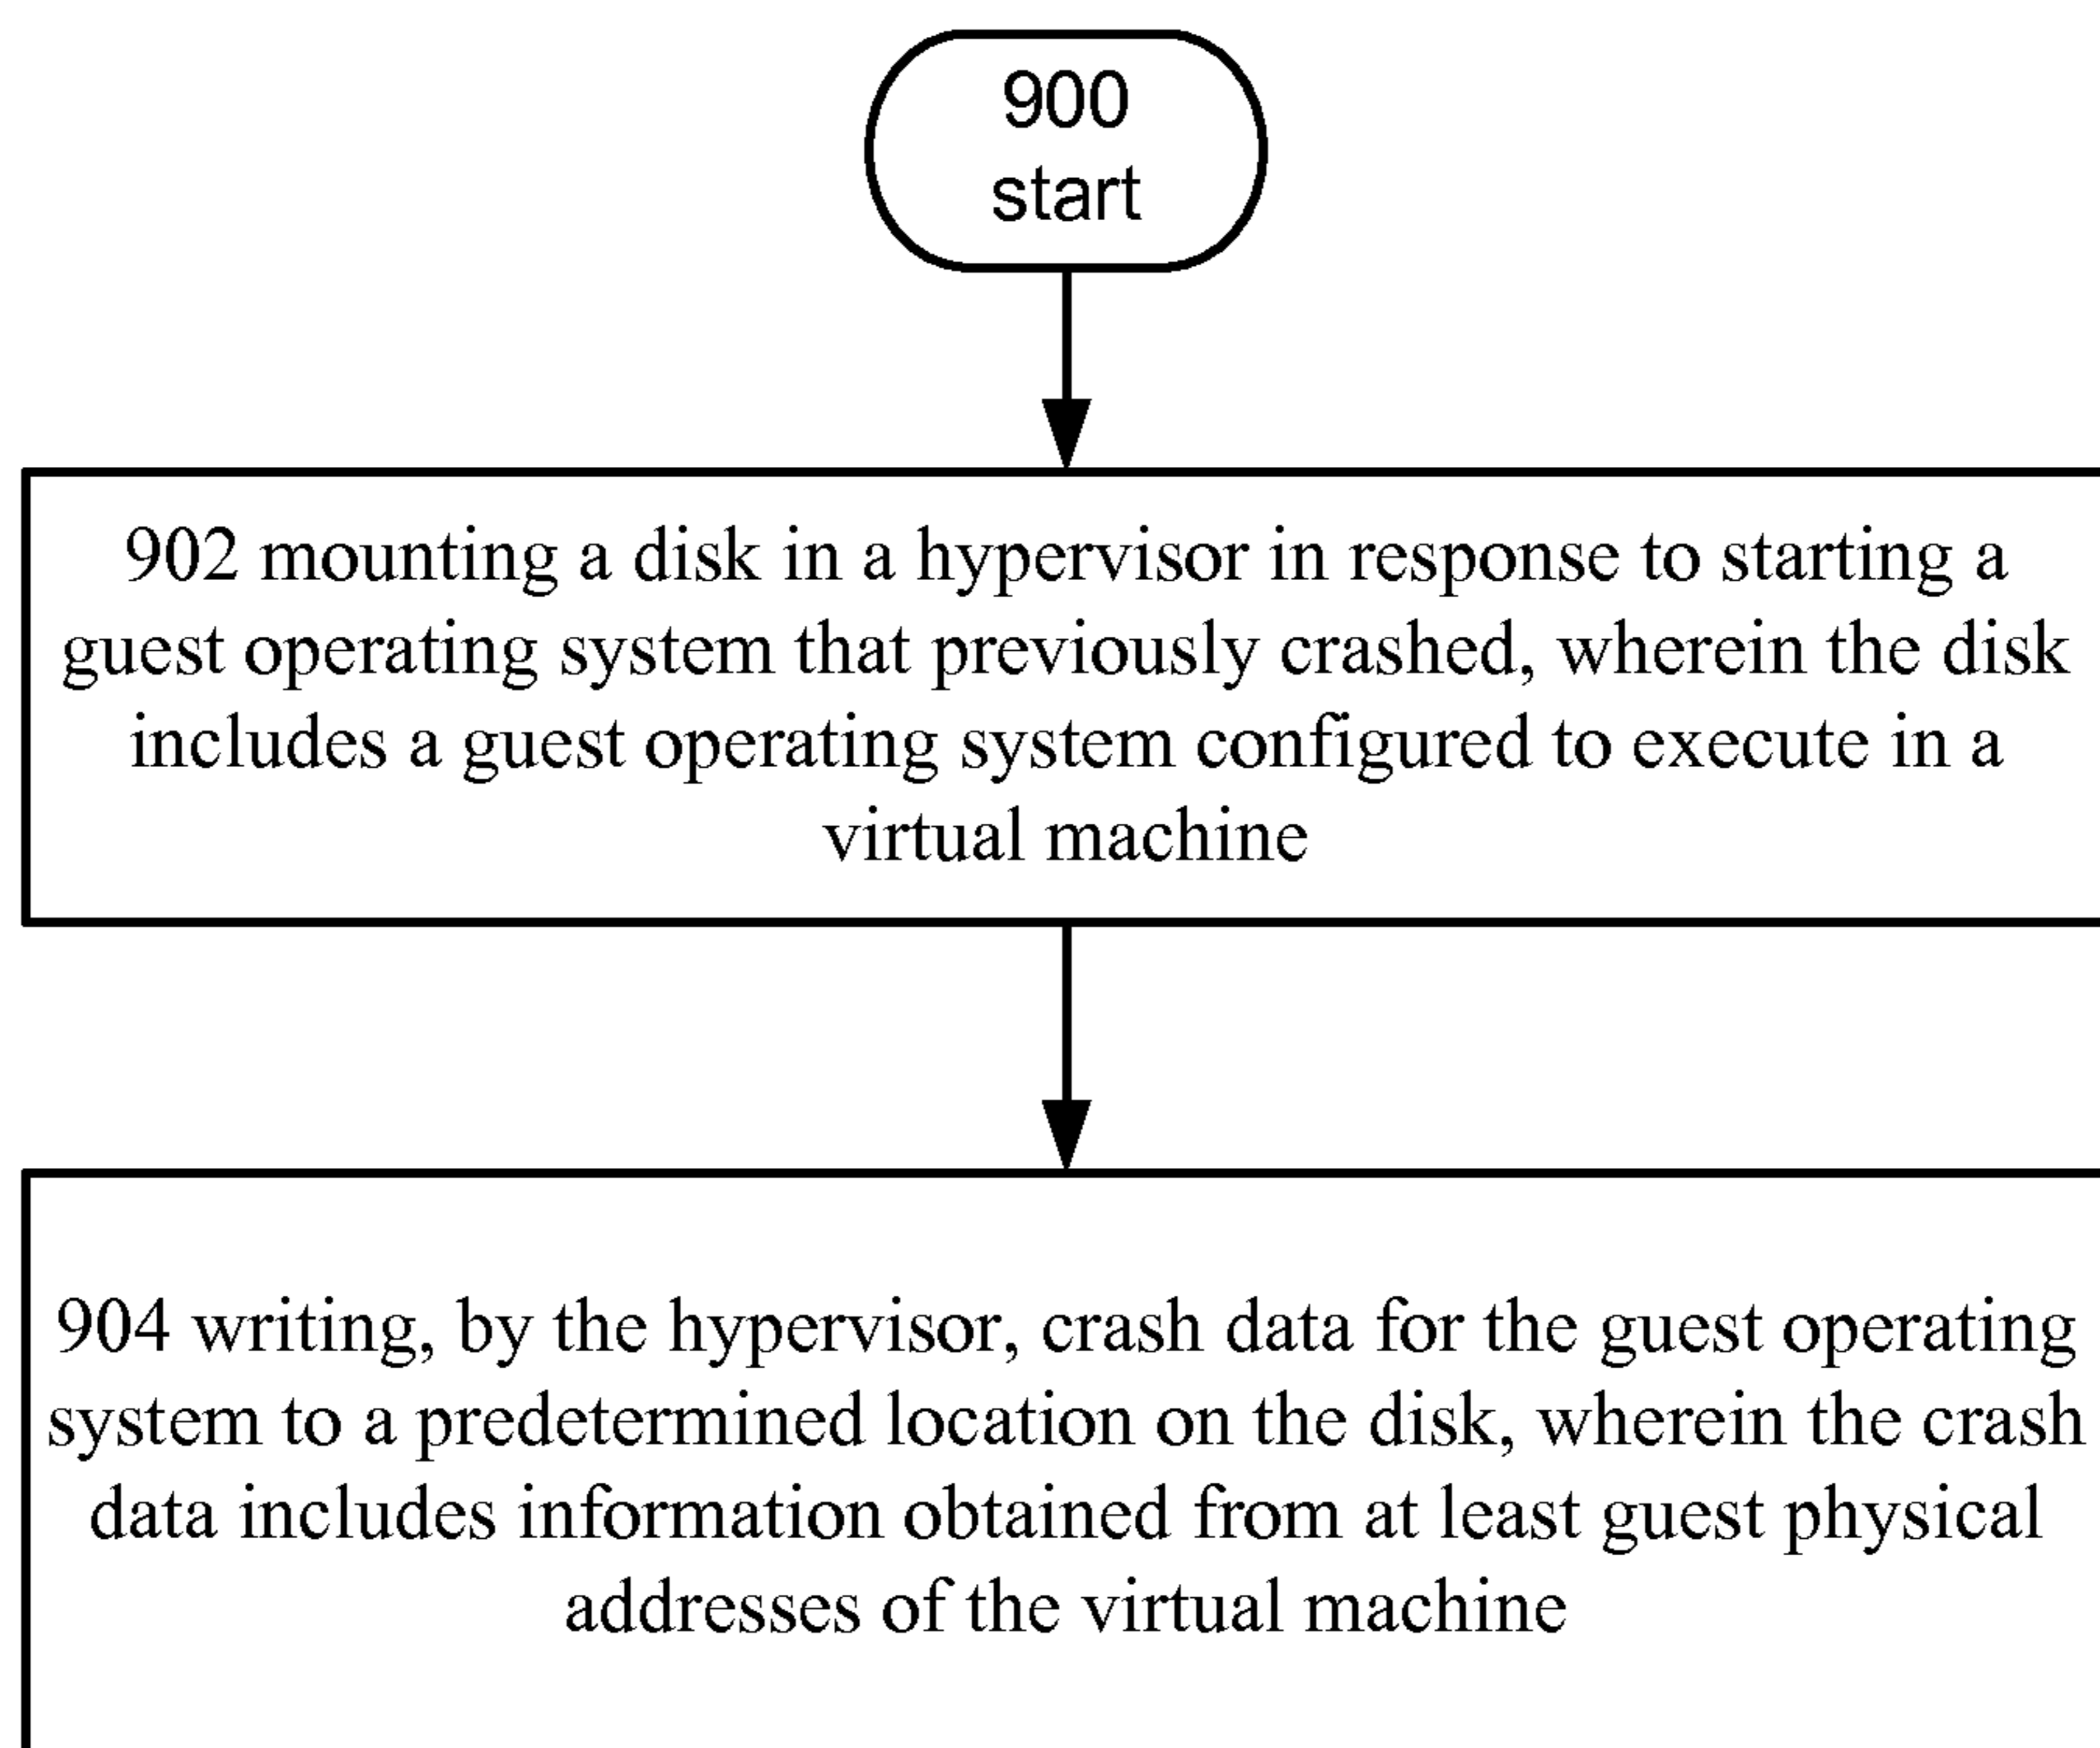 900
start
902 mounting a disk in a hypervisor in response to starting a
guest operating system that previously crashed, wherein the disk
includes a guest operating system configured to execute in a
virtual machine
904 writing, by the hypervisor, crash data for the guest operating
system to a predetermined location on the disk, wherein the crash
data includes information obtained from at least guest physical
addresses of the virtual machine